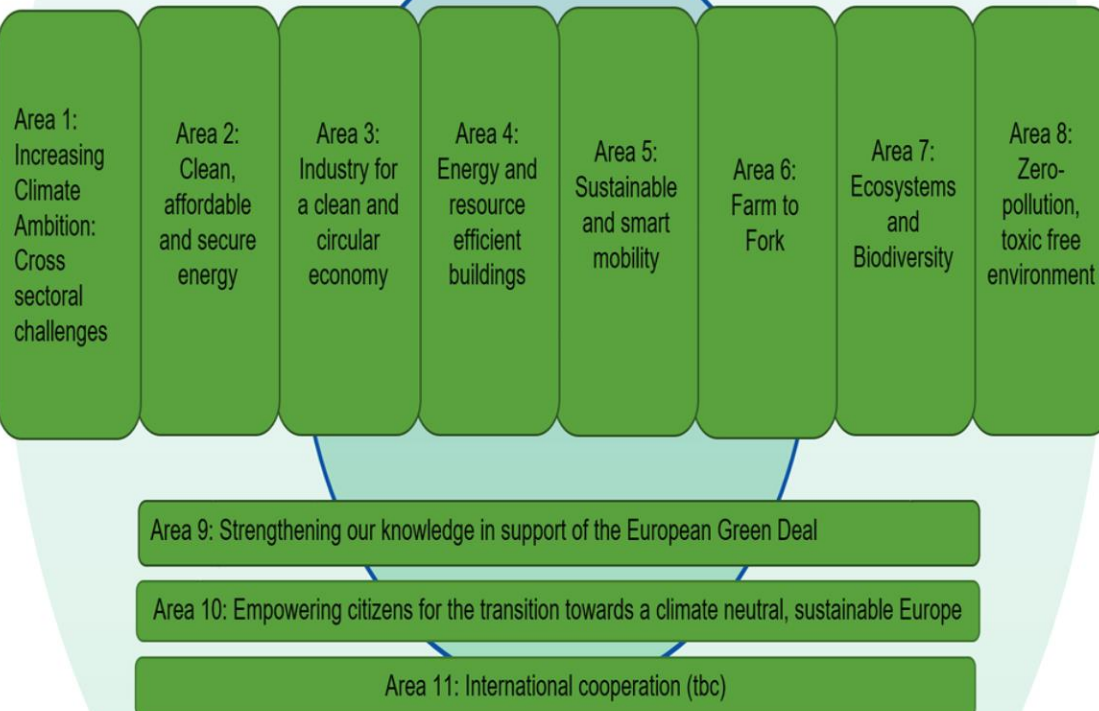 Area 1:
Increasing
Climate
Ambition:
Cross
sectoral
challenges
Area 2:
Clean,
affordable
and secure
energy
Area 3:
Industry for
a clean and
circular
economy
Area 4:
Energy and
resource
efficient
buildings
Area 5:
Sustainable
and smart
mobility
Area 6:
Farm to
Fork
Area 7:
Ecosystems
and
Biodiversity
Area 8:
Zero-
pollution,
toxic free
environment
Area 9: Strengthening our knowledge in support of the European Green Deal
Area 10: Empowering citizens for the transition towards a climate neutral, sustainable Europe
Area 11: International cooperation (tbc)